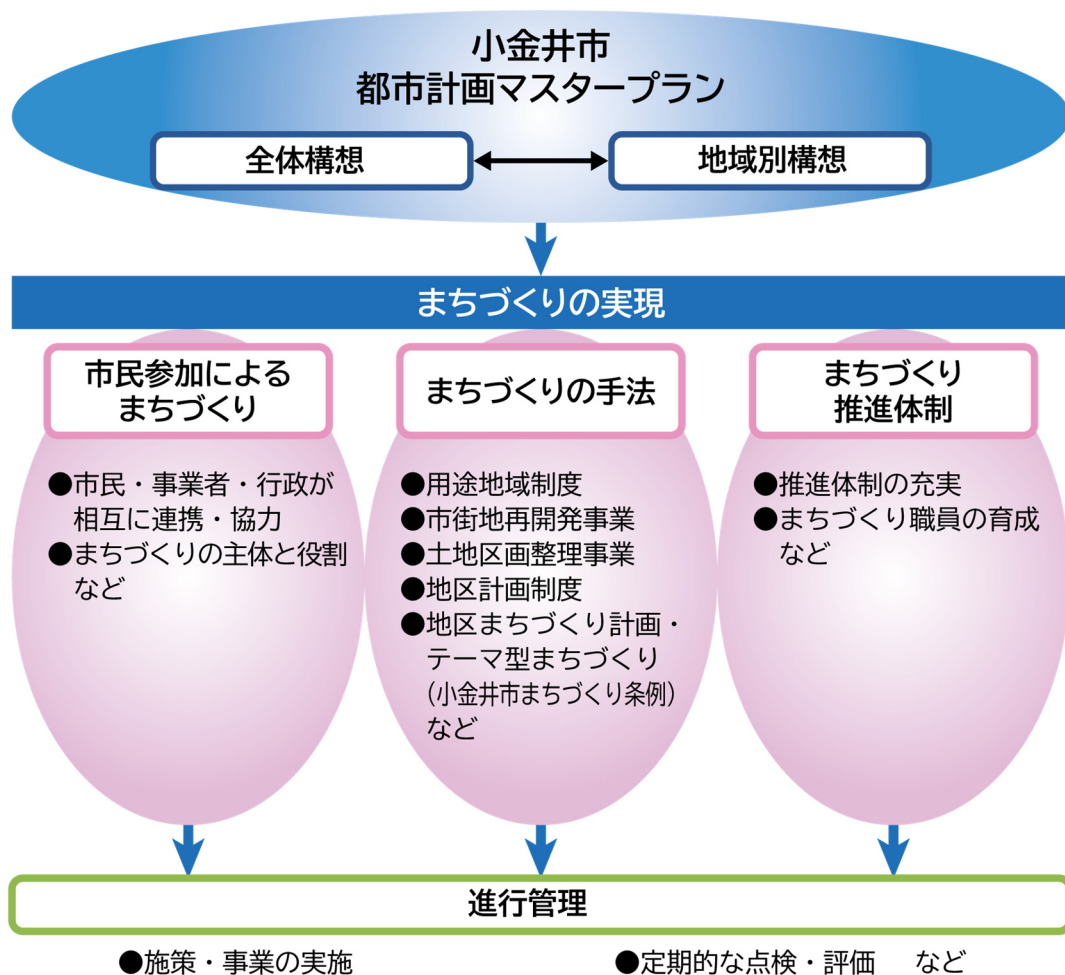 小金井市
都市計画マスタープラン
全体構想
地域別構想
まちづくりの実現
市民参加による
まちづくり
●市民・事業者・行政が
相互に連携・協力
●まちづくりの主体と役割
など
まちづくりの手法
●用途地域制度
●市街地再開発事業
●土地区画整理事業
●地区計画制度
●地区まちづくり計画・
テーマ型まちづくり
(小金井市まちづくり条例)
など
まちづくり
推進体制
●推進体制の充実
●まちづくり職員の育成
など
進行管理
●施策・事業の実施
●定期的な点検・評価　など